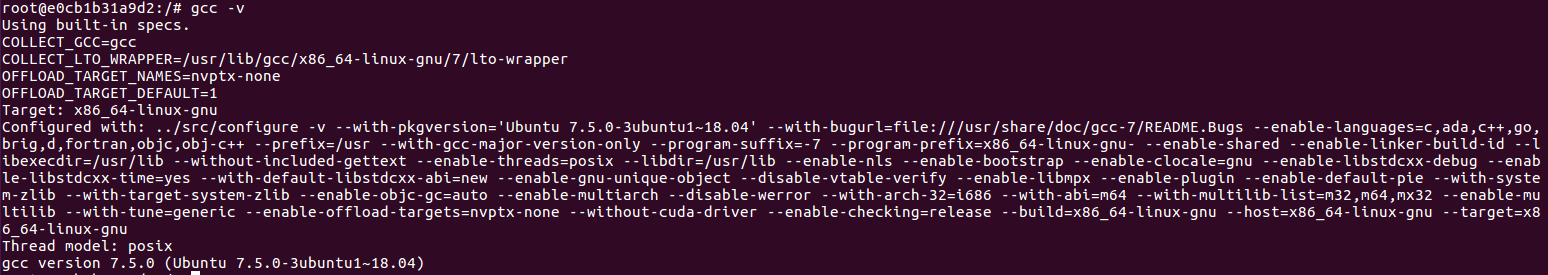 root@e0cb1b31a9d2:/# gcc -v
Using built-in specs.
COLLECT_GCC=gcc
COLLECT_LTO_WRAPPER=/usr/lib/gcc/x86_64-linux-gnu/7/lto-wrapper
OFFLOAD_TARGET_NAMES=nvptx-none
OFFLOAD_TARGET_DEFAULT=1
Target: x86_64-linux-gnu
Configured with: ../src/configure -v --with-pkgversion='Ubuntu 7.5.0-3ubuntu1~18.04' --with-bugurl=file:///usr/share/doc/gcc-7/README.Bugs --enable-languages=c,ada,c++,go,
brig,d,fortran,objc,obj-c++ --prefix=/usr --with-gcc-major-version-only --program-suffix=-7 --program-prefix=x86_64-linux-gnu- --enable-shared --enable-linker-build-id --l
ibexecdir=/usr/lib --without-included-gettext --enable-threads=posix --libdir=/usr/lib --enable-nls --enable-bootstrap --enable-clocale=gnu --enable-libstdcxx-debug --enab
le-libstdcxx-time=yes --with-default-libstdcxx-abi=new --enable-gnu-unique-object --disable-vtable-verify --enable-libmpx --enable-plugin --enable-default-pie --with-syste
m-zlib --with-target-system-zlib --enable-objc-gc=auto --enable-multiarch --disable-werror --with-arch-32=i686 --with-abi=m64 --with-multilib-list=m32,m64,mx32 --enable-mu
ltilib --with-tune=generic --enable-offload-targets=nvptx-none --without-cuda-driver --enable-checking=release --build=x86_64-linux-gnu --host=x86_64-linux-gnu --target=x8
6_64-linux-gnu
Thread model: posix
gcc version 7.5.0 (Ubuntu 7.5.0-3ubuntu1~18.04)